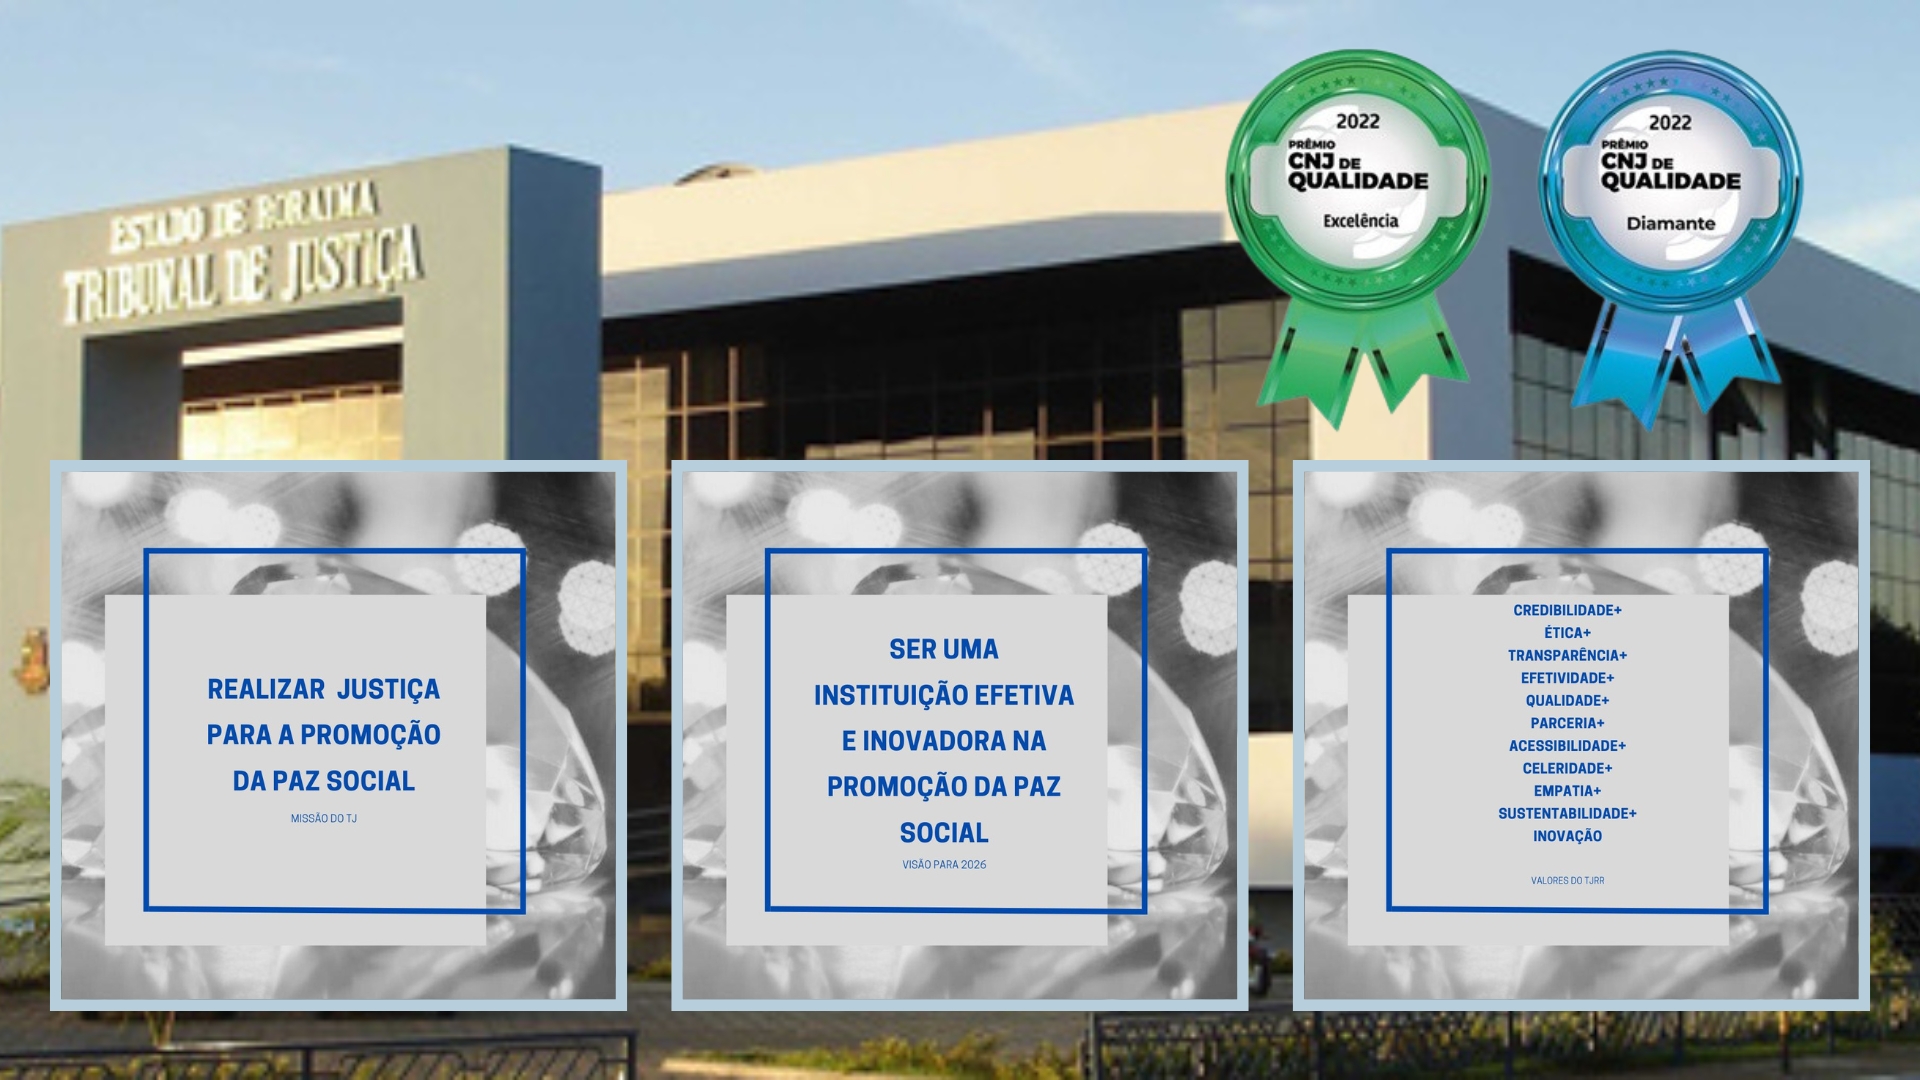 ESTADO DE RORAIMA
TRIBUNAL DE JUSTIÇA
2022
PRÊMIO
CNJ DE
QUALIDADE
Excelência
2022
PRÊMIO
CNJ DE
QUALIDADE
Diamante
REALIZAR JUSTIÇA
PARA A PROMOÇÃO
DA PAZ SOCIAL
MISSÃO DO TJ
SER UMA
INSTITUIÇÃO EFETIVA
E INOVADORA NA
PROMOÇÃO DA PAZ
SOCIAL
VISÃO PARA 2026
CREDIBILIDADE+
ÉTICA+
TRANSPARÊNCIA+
EFETIVIDADE+
QUALIDADE+
PARCERIA+
ACESSIBILIDADE+
CELERIDADE+
EMPATIA+
SUSTENTABILIDADE+
INOVAÇÃO
VALORES DO TJRR